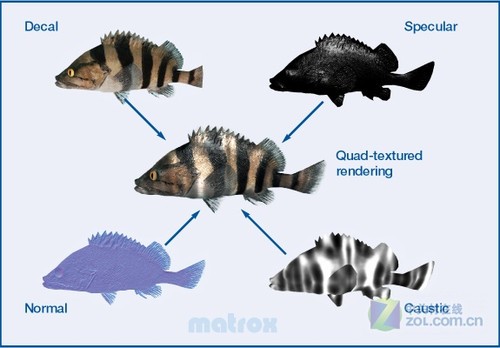 Decal
Specular
Quad-textured
rendering
Normal
Caustic
matrox
zol.com.cn